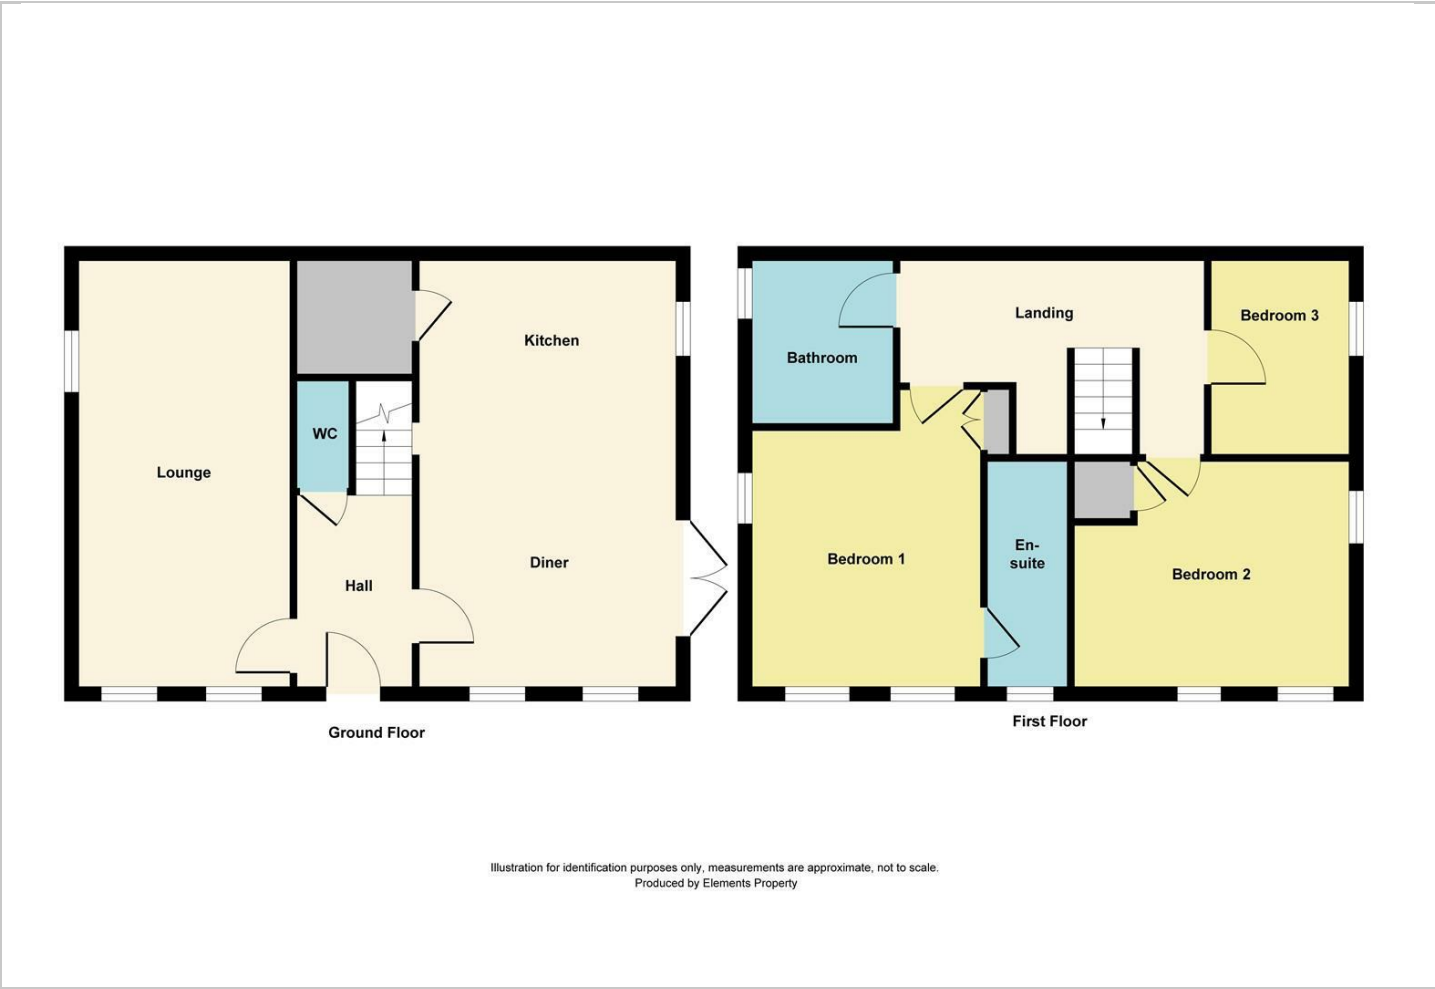 Kitchen
WC
Lounge
Diner
Hall
Ground Floor
Landing
Bedroom 3
Bathroom
Bedroom 1
En-
suite
Bedroom 2
First Floor
Illustration for identification purposes only, measurements are approximate, not to scale.
Produced by Elements Property